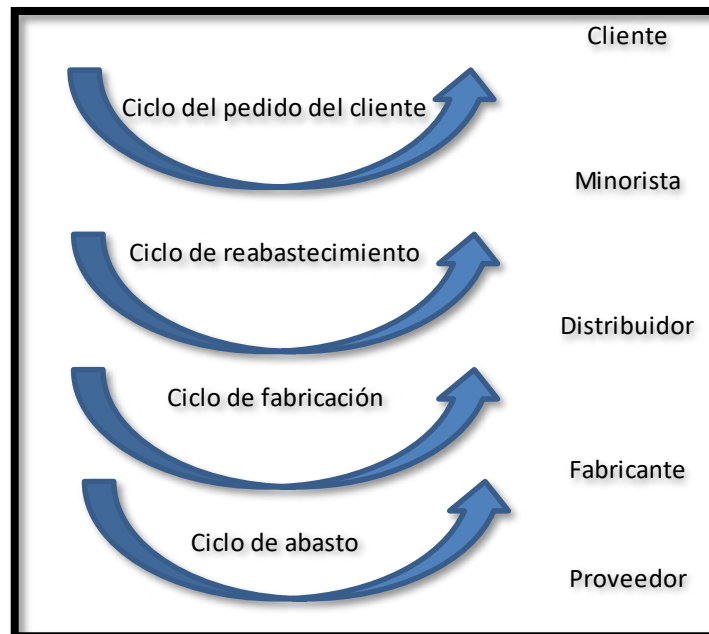 Cliente
Ciclo del pedido del cliente
Minorista
Ciclo de reabastecimiento
Distribuidor
Ciclo de fabricación
Fabricante
Ciclo de abasto
Proveedor